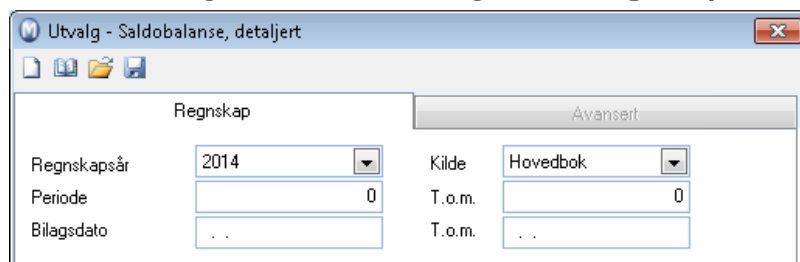 Utvalg - Saldobalanse, detaljert
Regnskap Avansert
Regnskapsår 2014 Kilde Hovedbok
Periode 0 T.o.m. 0
Bilagsdato . . T.o.m. . .